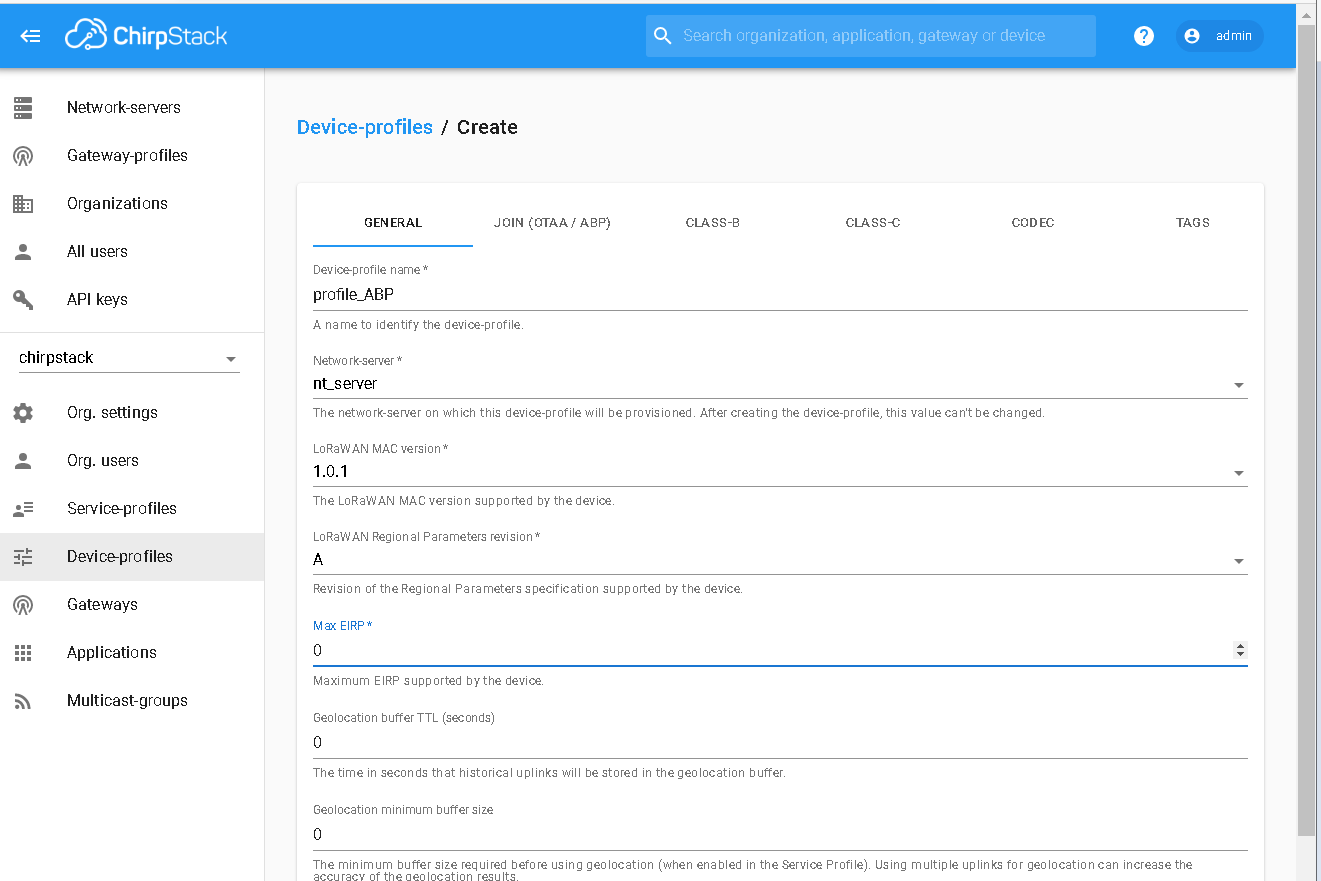 ChirpStack
Search organization, application, gateway or device
?
admin
Network-servers
Gateway-profiles
Organizations
All users
API keys
chirpstack
Org. settings
Org. users
Service-profiles
Device-profiles
Gateways
Applications
Multicast-groups
Device-profiles / Create
GENERAL JOIN (OTAA / ABP) CLASS-B CLASS-C CODEC TAGS
Device-profile name *
profile_ABP
A name to identify the device-profile.
Network-server *
nt_server
The network-server on which this device-profile will be provisioned. After creating the device-profile, this value can't be changed.
LoRaWAN MAC version *
1.0.1
The LoRaWAN MAC version supported by the device.
LoRaWAN Regional Parameters revision *
A
Revision of the Regional Parameters specification supported by the device.
Max EIRP *
0
Maximum EIRP supported by the device.
Geolocation buffer TTL (seconds)
0
The time in seconds that historical uplinks will be stored in the geolocation buffer.
Geolocation minimum buffer size
0
The minimum buffer size required before using geolocation (when enabled in the Service Profile). Using multiple uplinks for geolocation can increase the
accuracy of the geolocation results.